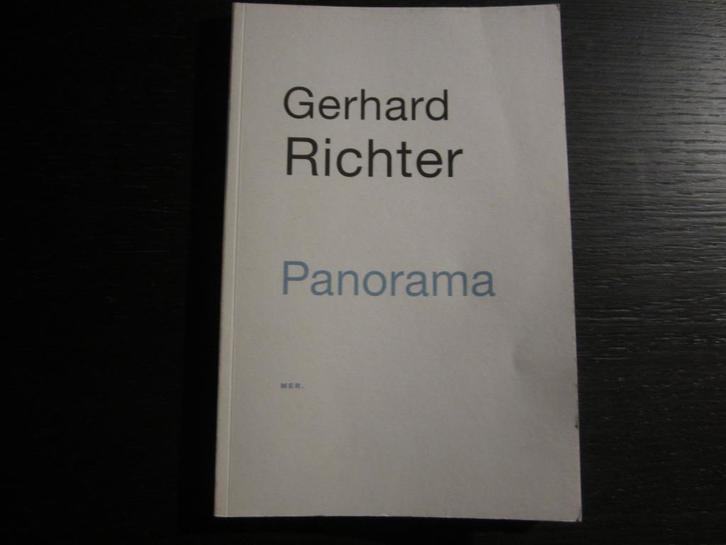 Gerhard
Richter
Panorama
MER.